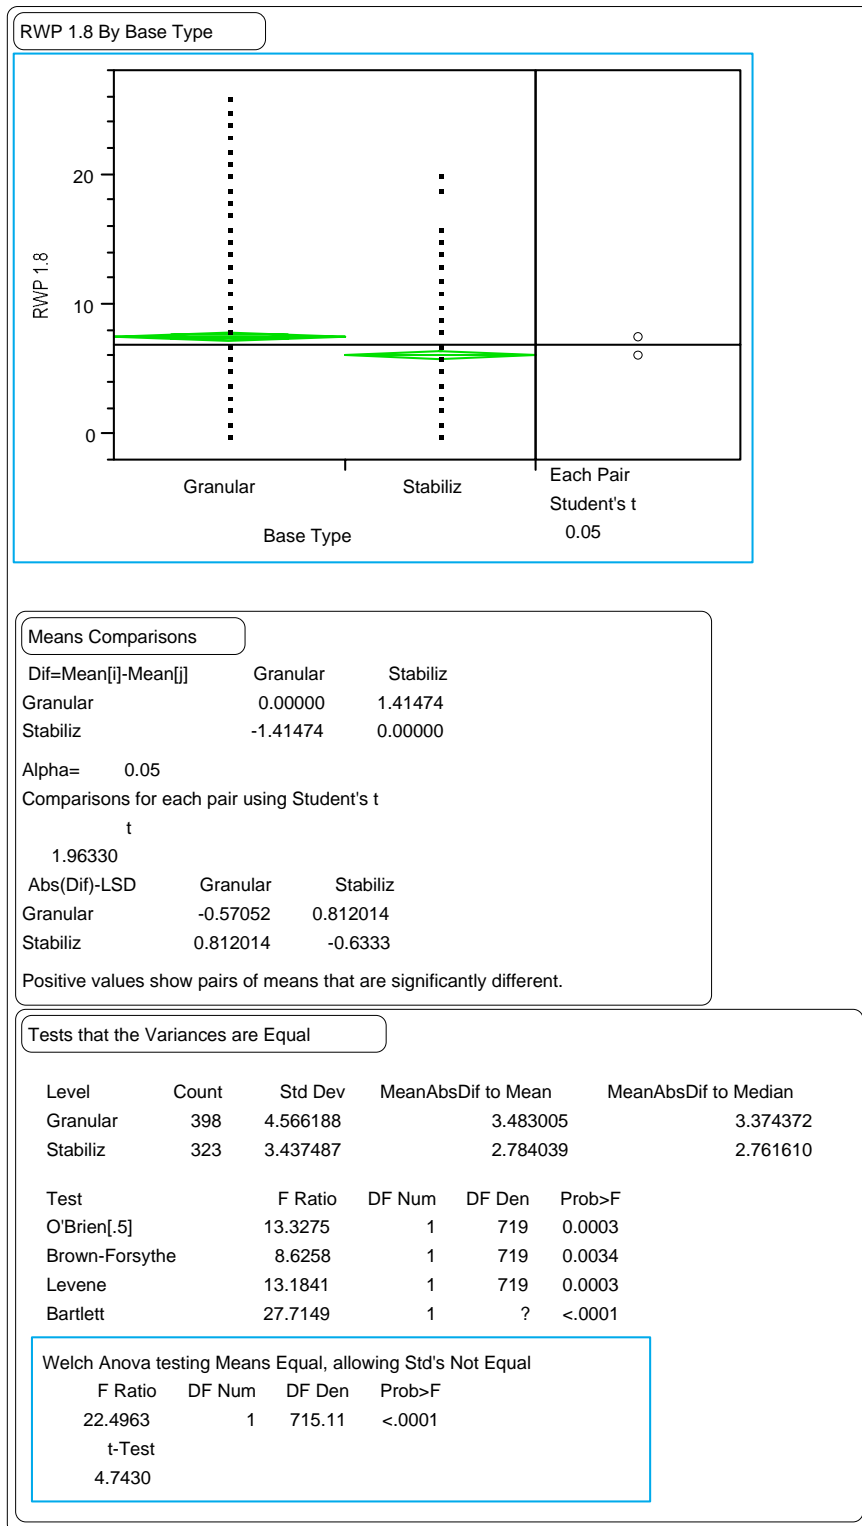 RWP 1.8 By Base Type
20
10
0
RWP 1.8
Granular Stabiliz
Base Type
Each Pair
Student's t
0.05
Means Comparisons
Dif=Mean[i]-Mean[j] Granular Stabiliz
Granular 0.00000 1.41474
Stabiliz -1.41474 0.00000
Alpha= 0.05
Comparisons for each pair using Student's t
t
1.96330
Abs(Dif)-LSD Granular Stabiliz
Granular -0.57052 0.812014
Stabiliz 0.812014 -0.6333
Positive values show pairs of means that are significantly different.
Tests that the Variances are Equal
Level Count Std Dev MeanAbsDif to Mean MeanAbsDif to Median
Granular 398 4.566188 3.483005 3.374372
Stabiliz 323 3.437487 2.784039 2.761610
Test F Ratio DF Num DF Den Prob>F
O'Brien[.5] 13.3275 1 719 0.0003
Brown-Forsythe 8.6258 1 719 0.0034
Levene 13.1841 1 719 0.0003
Bartlett 27.7149 1 ? <.0001
Welch Anova testing Means Equal, allowing Std's Not Equal
F Ratio DF Num DF Den Prob>F
22.4963 1 715.11 <.0001
t-Test
4.7430